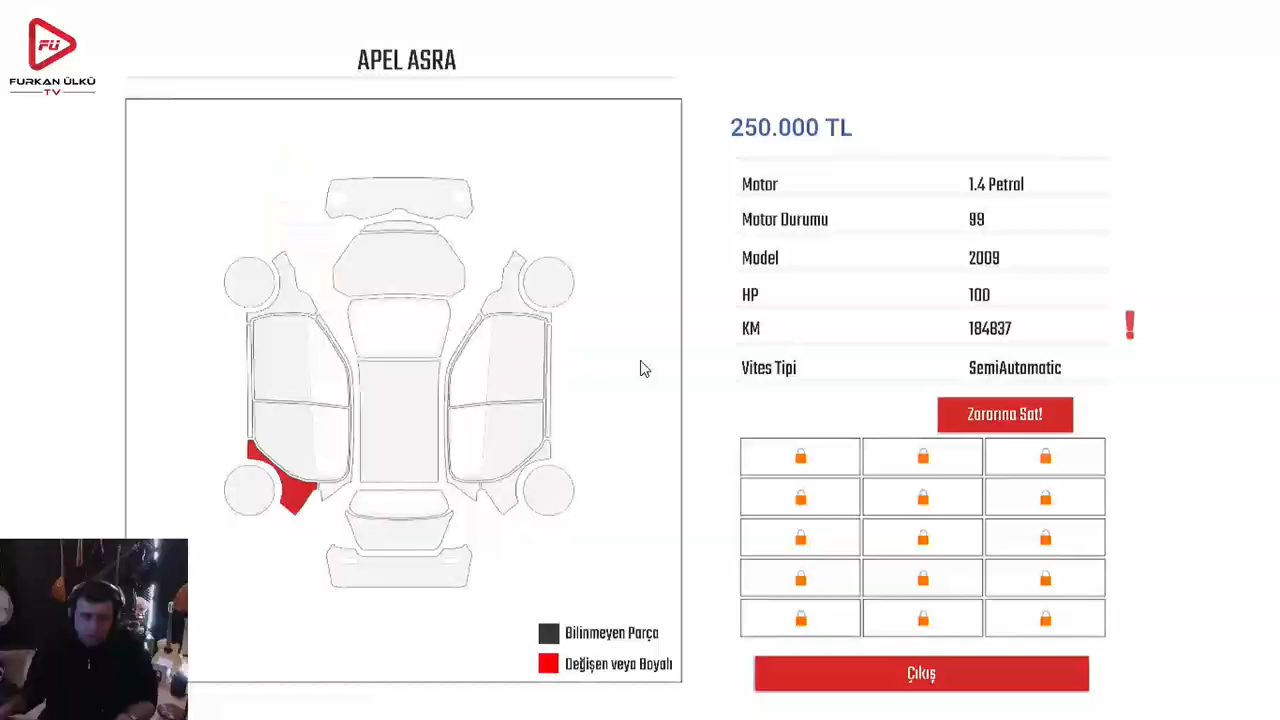 FURKAN ÜLKÜ
TV
APEL ASRA
250.000 TL
Motor 1.4 Petrol
Motor Durumu 99
Model 2009
HP 100
KM 184837
Vites Tipi SemiAutomatic
Zararına Sat!
Bilinmeyen Parça
Değişen veya Boyalı
Çıkış